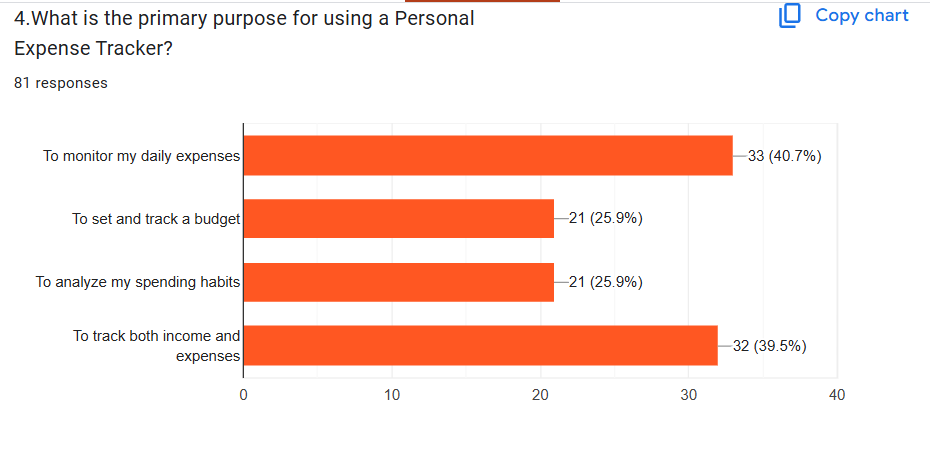 4.What is the primary purpose for using a Personal
Expense Tracker?
Copy chart
81 responses
To monitor my daily expenses
33 (40.7%)
To set and track a budget
21 (25.9%)
To analyze my spending habits
21 (25.9%)
To track both income and
expenses
32 (39.5%)
0
10
20
30
40